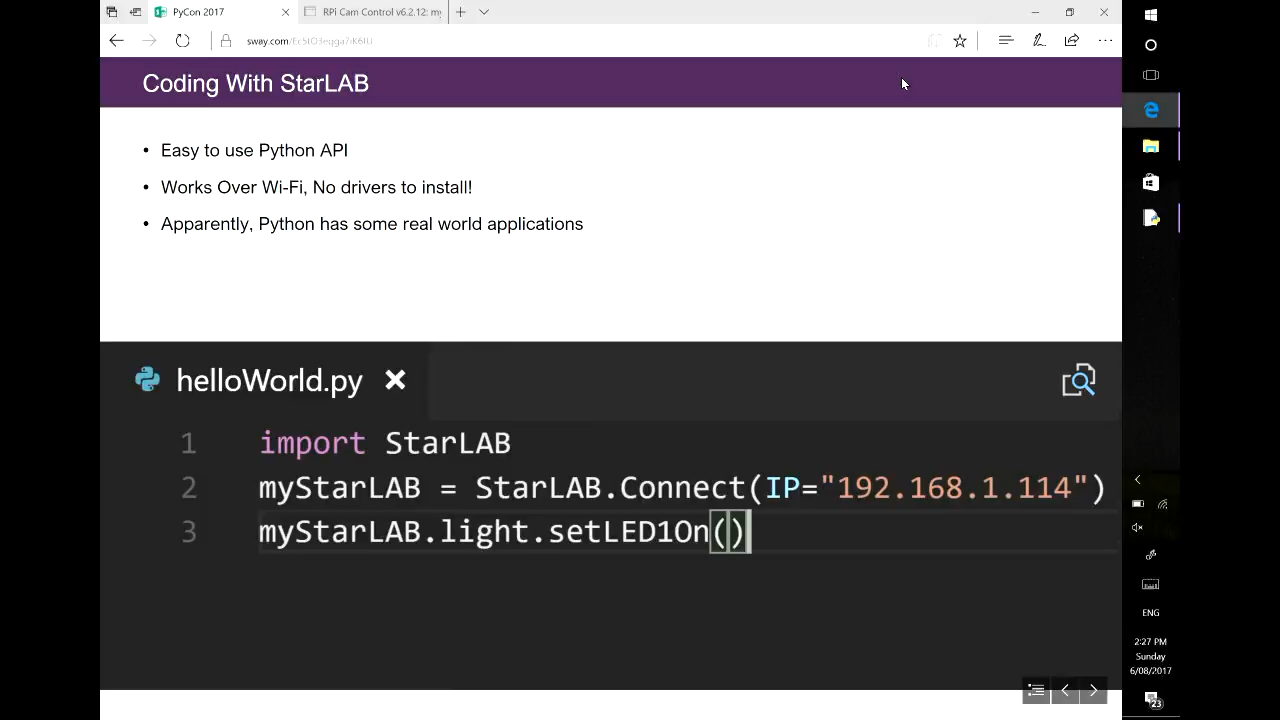 PyCon 2017
RPi Cam Control v6.2.12: my
Coding With StarLAB
• Easy to use Python API
• Works Over Wi-Fi, No drivers to install!
• Apparently, Python has some real world applications
helloWorld.py
1 import StarLAB
2 myStarLAB = StarLAB.Connect(IP="192.168.1.114")
3 myStarLAB.light.setLED1On()
ENG
2:27 PM
Sunday
6/08/2017
23